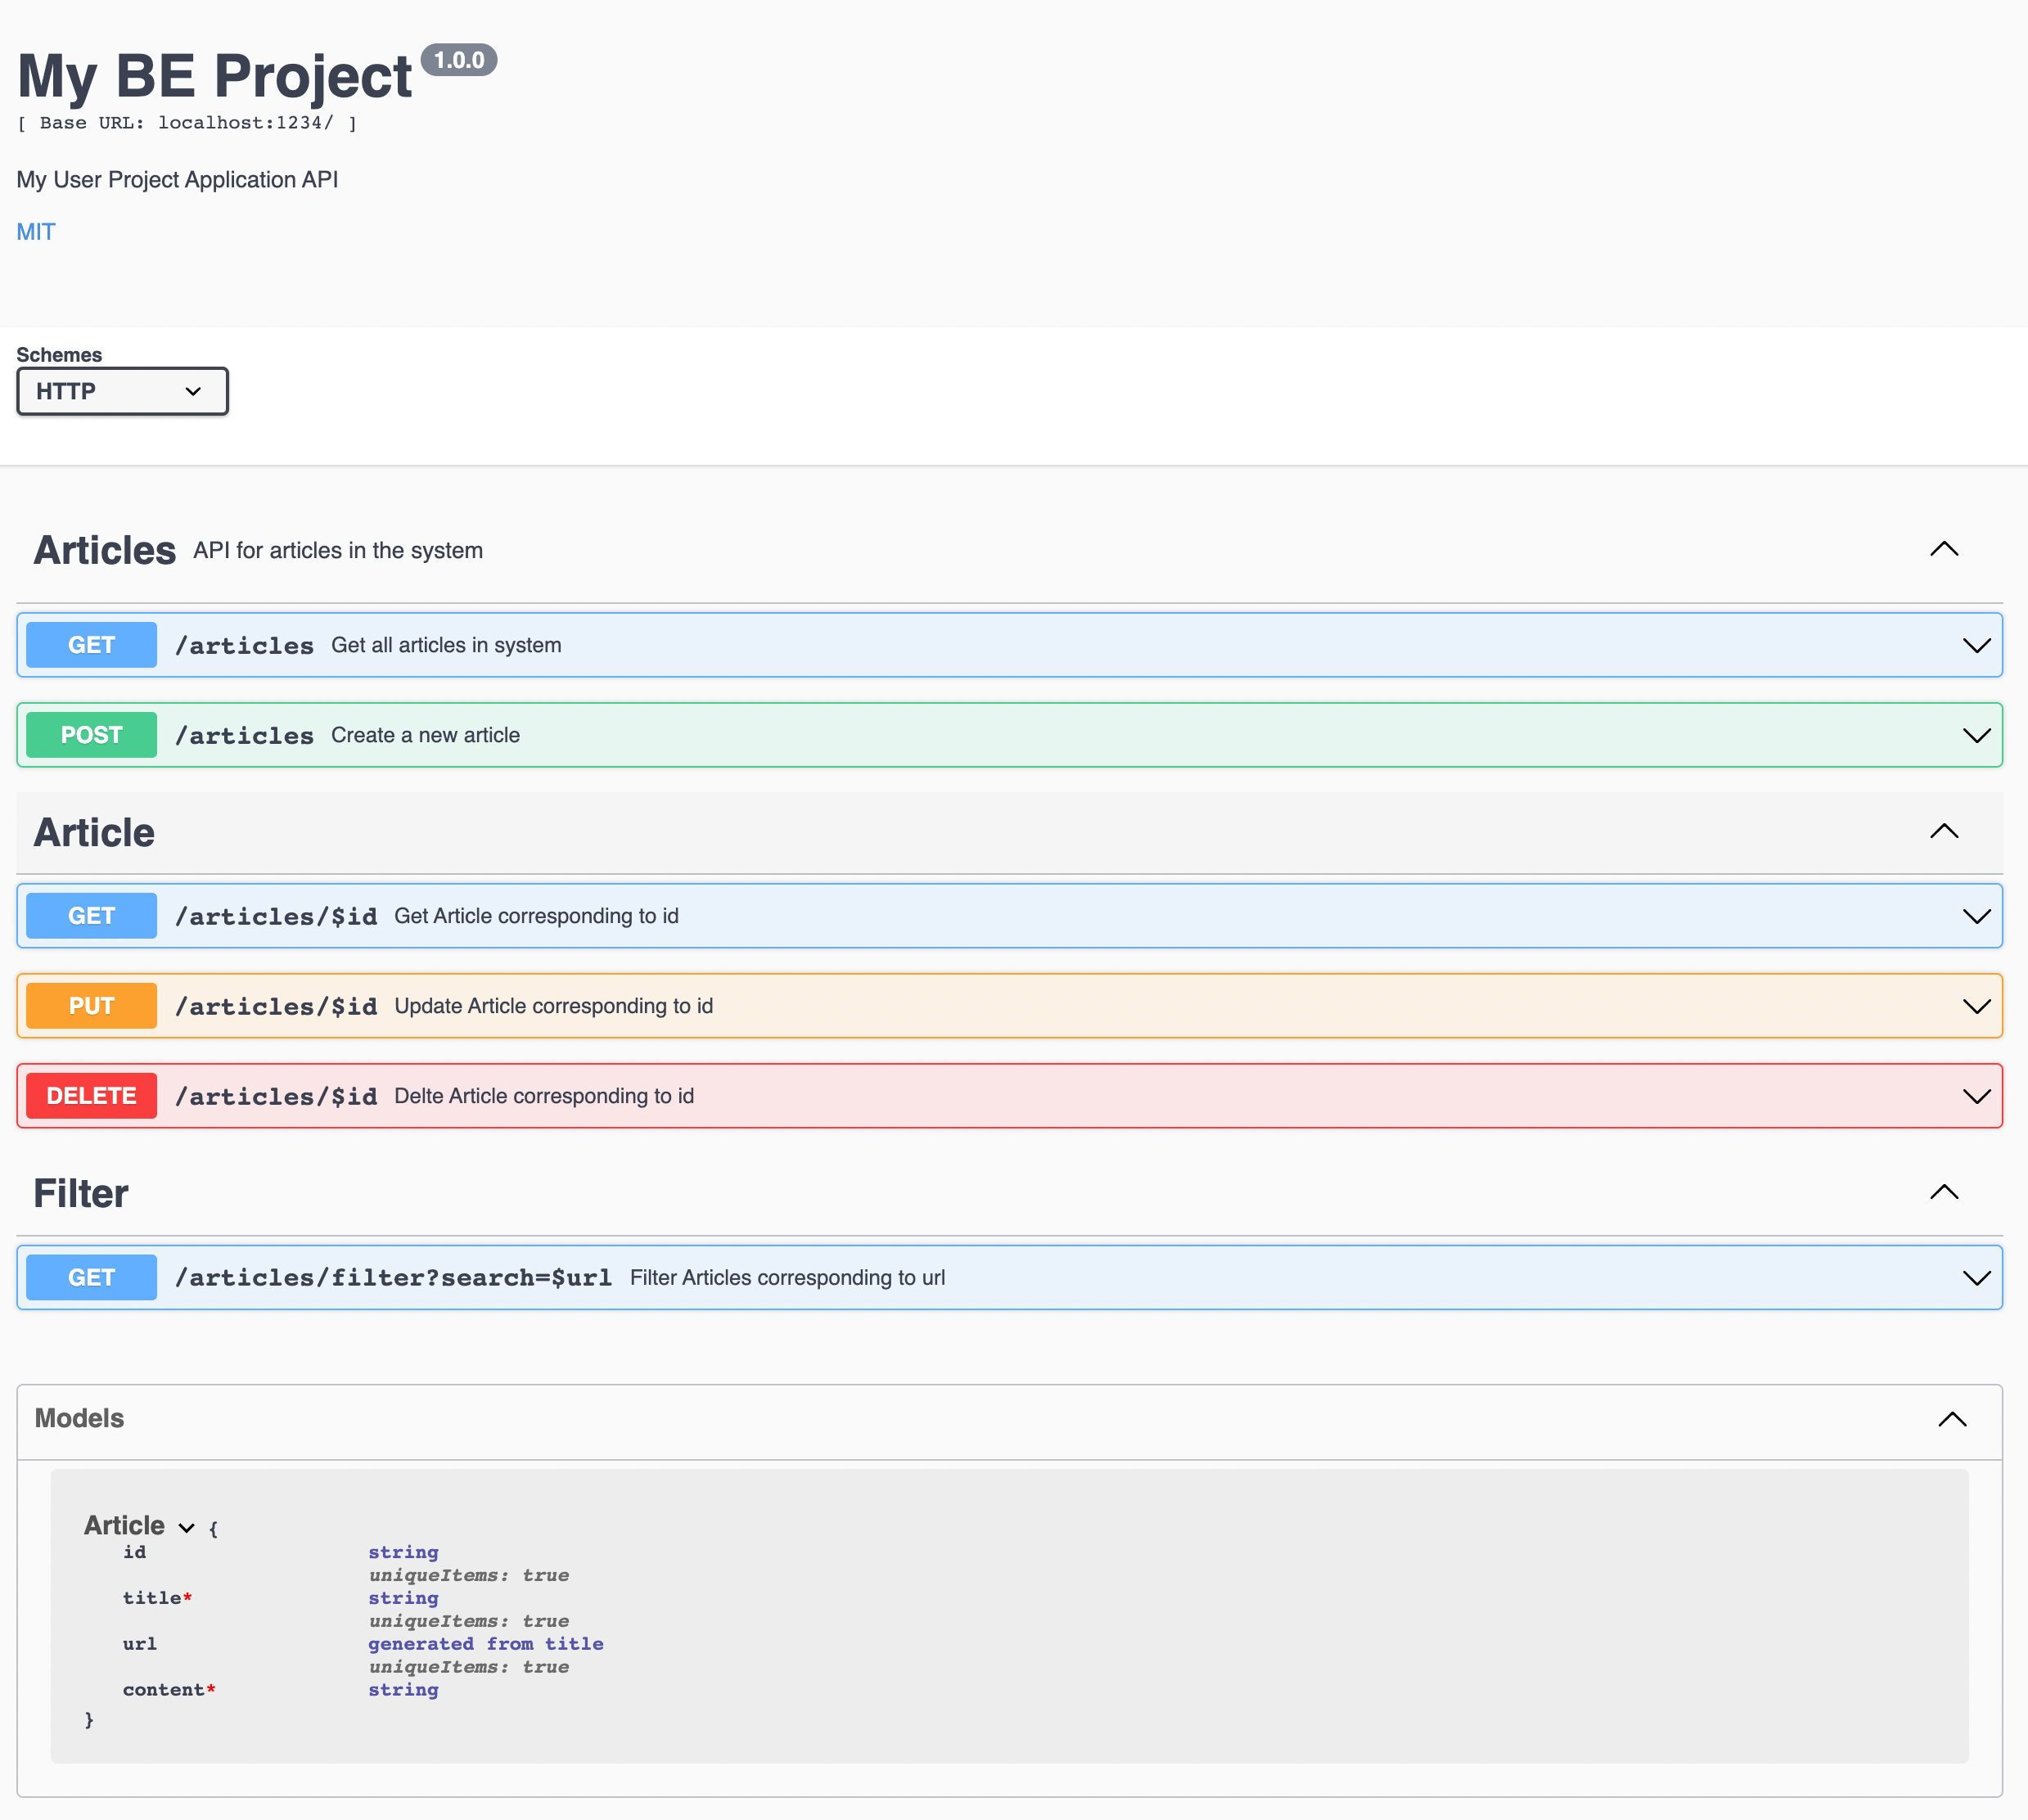 My BE Project 1.0.0
[ Base URL: localhost:1234/ ]
My User Project Application API
MIT
Schemes
HTTP
Articles API for articles in the system
GET /articles Get all articles in system
POST /articles Create a new article
Article
GET /articles/$id Get Article corresponding to id
PUT /articles/$id Update Article corresponding to id
DELETE /articles/$id Delte Article corresponding to id
Filter
GET /articles/filter?search=$url Filter Articles corresponding to url
Models
Article {
id string
uniqueItems: true
title* string
uniqueItems: true
url generated from title
uniqueItems: true
content* string
}